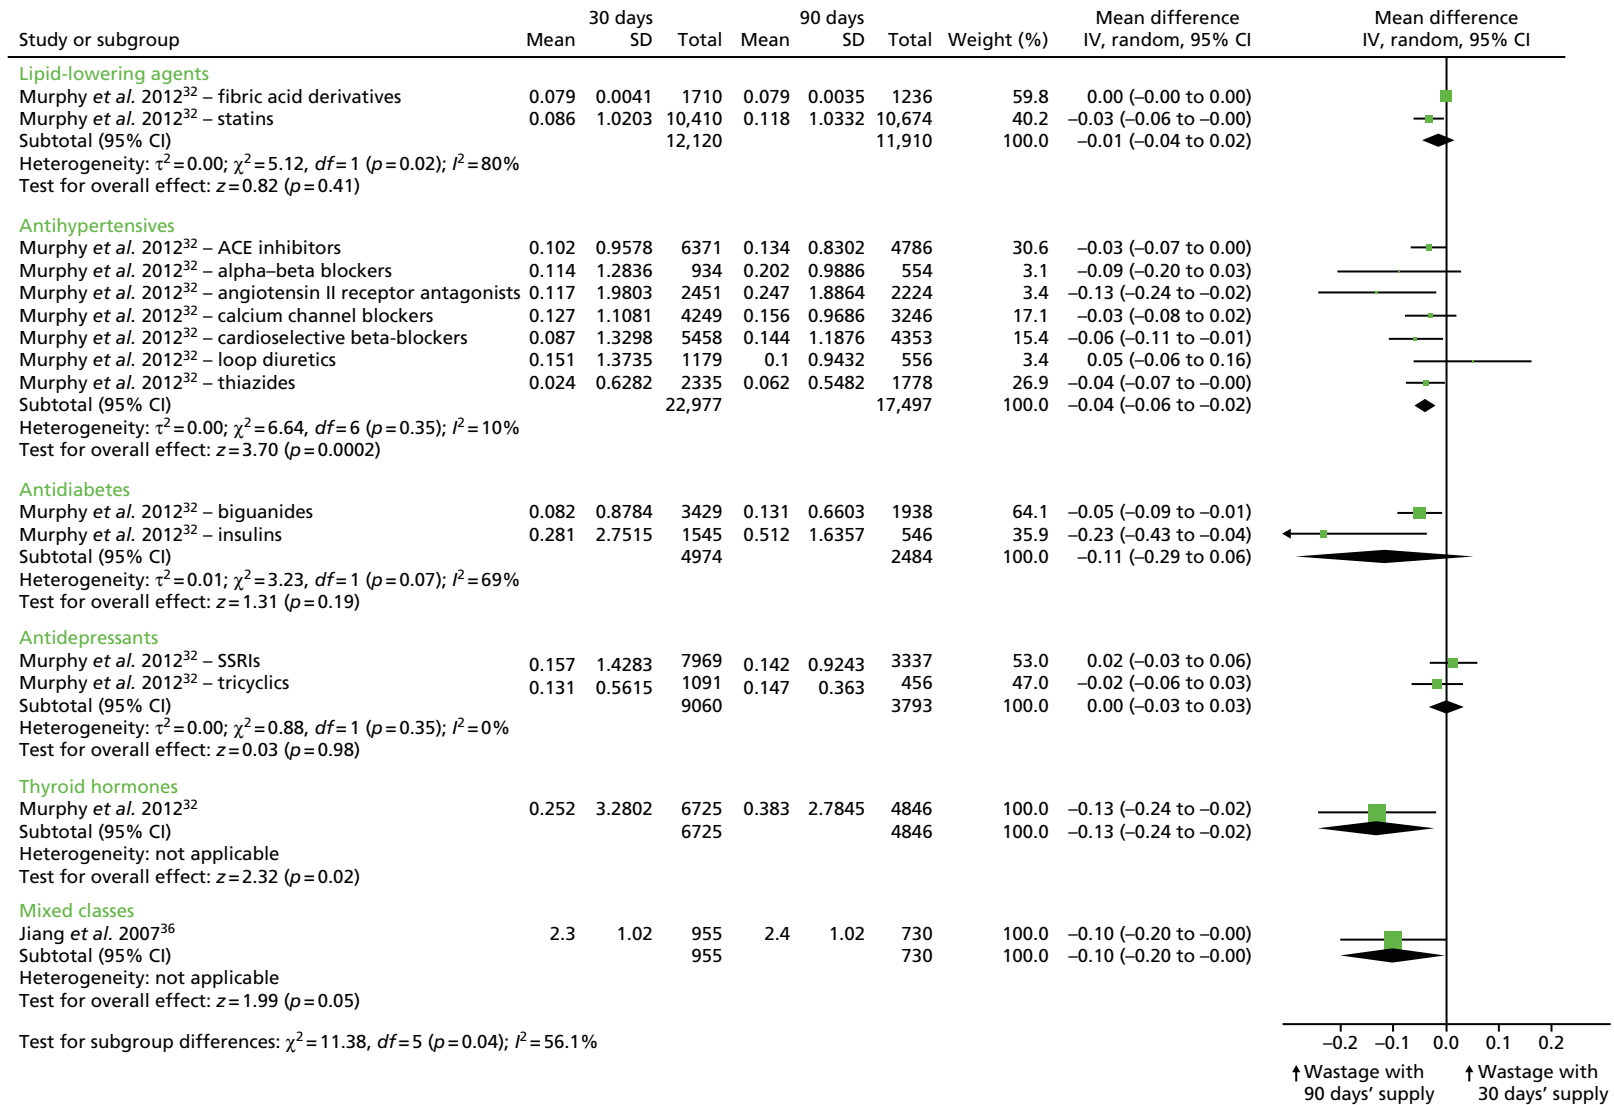 30 days 90 days Mean difference Mean difference
Study or subgroup Mean SD Total Mean SD Total Weight (%) IV, random, 95% CI IV, random, 95% CI
Lipid-lowering agents
Murphy et al. 2012³² – fibric acid derivatives 0.079 0.0041 1710 0.079 0.0035 1236 59.8 0.00 (–0.00 to 0.00)
Murphy et al. 2012³² – statins 0.086 1.0203 10,410 0.118 1.0332 10,674 40.2 –0.03 (–0.06 to –0.00)
Subtotal (95% CI) 12,120 11,910 100.0 –0.01 (–0.04 to 0.02)
Heterogeneity: τ²=0.00; χ²=5.12, df=1 (p=0.02); I²=80%
Test for overall effect: z=0.82 (p=0.41)
Antihypertensives
Murphy et al. 2012³² – ACE inhibitors 0.102 0.9578 6371 0.134 0.8302 4786 30.6 –0.03 (–0.07 to 0.00)
Murphy et al. 2012³² – alpha–beta blockers 0.114 1.2836 934 0.202 0.9886 554 3.1 –0.09 (–0.20 to 0.03)
Murphy et al. 2012³² – angiotensin II receptor antagonists 0.117 1.9803 2451 0.247 1.8864 2224 3.4 –0.13 (–0.24 to –0.02)
Murphy et al. 2012³² – calcium channel blockers 0.127 1.1081 4249 0.156 0.9686 3246 17.1 –0.03 (–0.08 to 0.02)
Murphy et al. 2012³² – cardioselective beta-blockers 0.087 1.3298 5458 0.144 1.1876 4353 15.4 –0.06 (–0.11 to –0.01)
Murphy et al. 2012³² – loop diuretics 0.151 1.3735 1179 0.1 0.9432 556 3.4 0.05 (–0.06 to 0.16)
Murphy et al. 2012³² – thiazides 0.024 0.6282 2335 0.062 0.5482 1778 26.9 –0.04 (–0.07 to –0.00)
Subtotal (95% CI) 22,977 17,497 100.0 –0.04 (–0.06 to –0.02)
Heterogeneity: τ²=0.00; χ²=6.64, df=6 (p=0.35); I²=10%
Test for overall effect: z=3.70 (p=0.0002)
Antidiabetes
Murphy et al. 2012³² – biguanides 0.082 0.8784 3429 0.131 0.6603 1938 64.1 –0.05 (–0.09 to –0.01)
Murphy et al. 2012³² – insulins 0.281 2.7515 1545 0.512 1.6357 546 35.9 –0.23 (–0.43 to –0.04)
Subtotal (95% CI) 4974 2484 100.0 –0.11 (–0.29 to 0.06)
Heterogeneity: τ²=0.01; χ²=3.23, df=1 (p=0.07); I²=69%
Test for overall effect: z=1.31 (p=0.19)
Antidepressants
Murphy et al. 2012³² – SSRIs 0.157 1.4283 7969 0.142 0.9243 3337 53.0 0.02 (–0.03 to 0.06)
Murphy et al. 2012³² – tricyclics 0.131 0.5615 1091 0.147 0.363 456 47.0 –0.02 (–0.06 to 0.03)
Subtotal (95% CI) 9060 3793 100.0 0.00 (–0.03 to 0.03)
Heterogeneity: τ²=0.00; χ²=0.88, df=1 (p=0.35); I²=0%
Test for overall effect: z=0.03 (p=0.98)
Thyroid hormones
Murphy et al. 2012³² 0.252 3.2802 6725 0.383 2.7845 4846 100.0 –0.13 (–0.24 to –0.02)
Subtotal (95% CI) 6725 4846 100.0 –0.13 (–0.24 to –0.02)
Heterogeneity: not applicable
Test for overall effect: z=2.32 (p=0.02)
Mixed classes
Jiang et al. 2007³⁶ 2.3 1.02 955 2.4 1.02 730 100.0 –0.10 (–0.20 to –0.00)
Subtotal (95% CI) 955 730 100.0 –0.10 (–0.20 to –0.00)
Heterogeneity: not applicable
Test for overall effect: z=1.99 (p=0.05)
Test for subgroup differences: χ²=11.38, df=5 (p=0.04); I²=56.1%
–0.2 –0.1 0.0 0.1 0.2
↑Wastage with ↑Wastage with
90 days' supply 30 days' supply